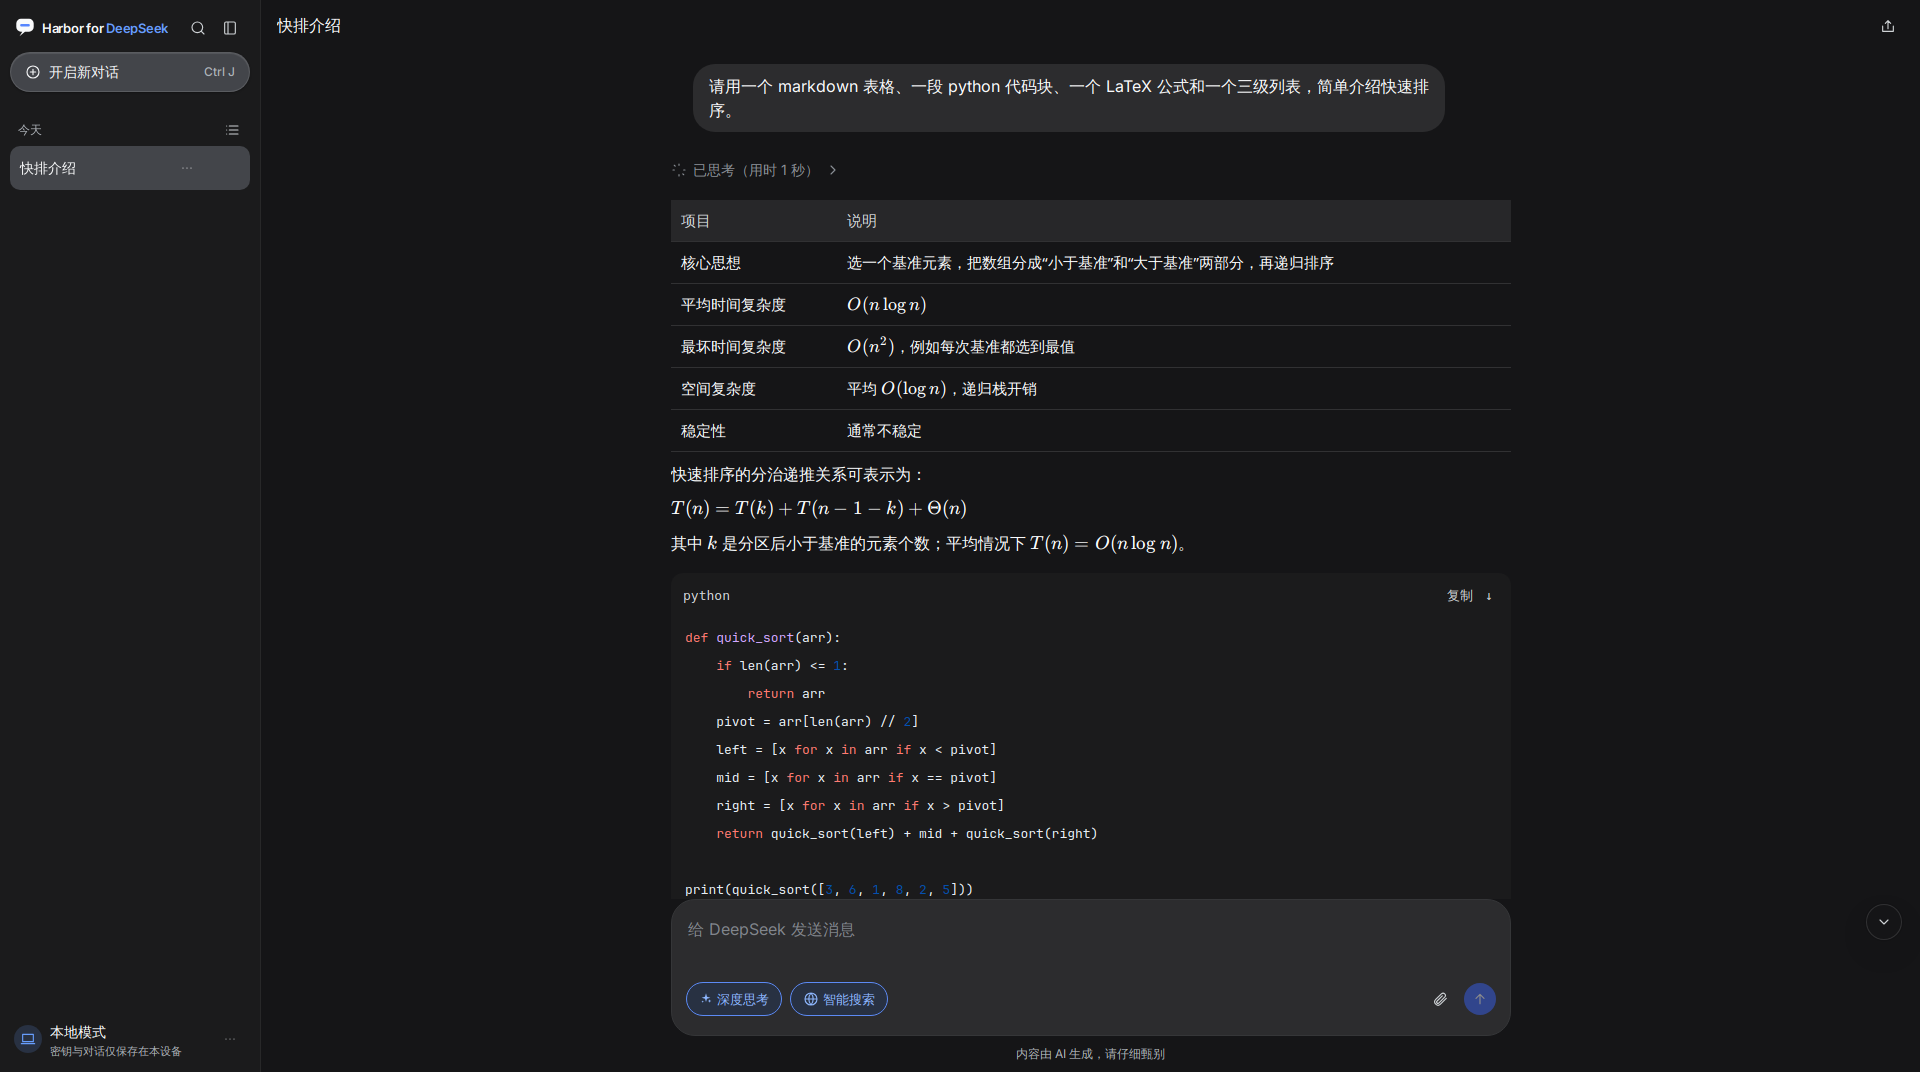 Harbor for DeepSeek
开启新对话 Ctrl J
今天
快排介绍
本地模式
密钥与对话仅保存在本设备
快排介绍
请用一个 markdown 表格、一段 python 代码块、一个 LaTeX 公式和一个三级列表，简单介绍快速排
序。
已思考（用时 1 秒）
项目 说明
核心思想 选一个基准元素，把数组分成“小于基准”和“大于基准”两部分，再递归排序
平均时间复杂度 O(n log n)
最坏时间复杂度 O(n²)，例如每次基准都选到最值
空间复杂度 平均 O(log n)，递归栈开销
稳定性 通常不稳定
快速排序的分治递推关系可表示为：
T(n) = T(k) + T(n − 1 − k) + Θ(n)
其中 k 是分区后小于基准的元素个数；平均情况下 T(n) = O(n log n)。
python 复制 ↓
def quick_sort(arr):
    if len(arr) <= 1:
        return arr
    pivot = arr[len(arr) // 2]
    left = [x for x in arr if x < pivot]
    mid = [x for x in arr if x == pivot]
    right = [x for x in arr if x > pivot]
    return quick_sort(left) + mid + quick_sort(right)
print(quick_sort([3, 6, 1, 8, 2, 5]))
给 DeepSeek 发送消息
深度思考 智能搜索
内容由 AI 生成，请仔细甄别